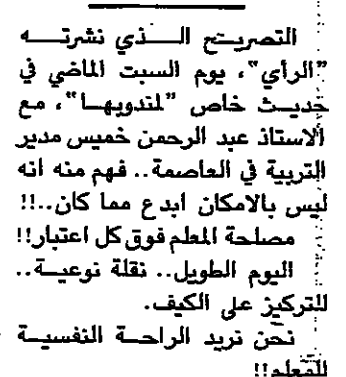 التصريح الذي نشرته
"الرأي"، يوم السبت الماضي في
حديث خاص "لمندوبها"، مع
الاستاذ عبد الرحمن خميس مدير
التربية في العاصمة.. فهم منه انه
ليس بالامكان ابدع مما كان..!!
مصلحة المعلم فوق كل اعتبار!!
اليوم الطويل.. نقلة نوعية..
للتركيز على الكيف.
نحن نريد الراحة النفسية
للمعلم!!